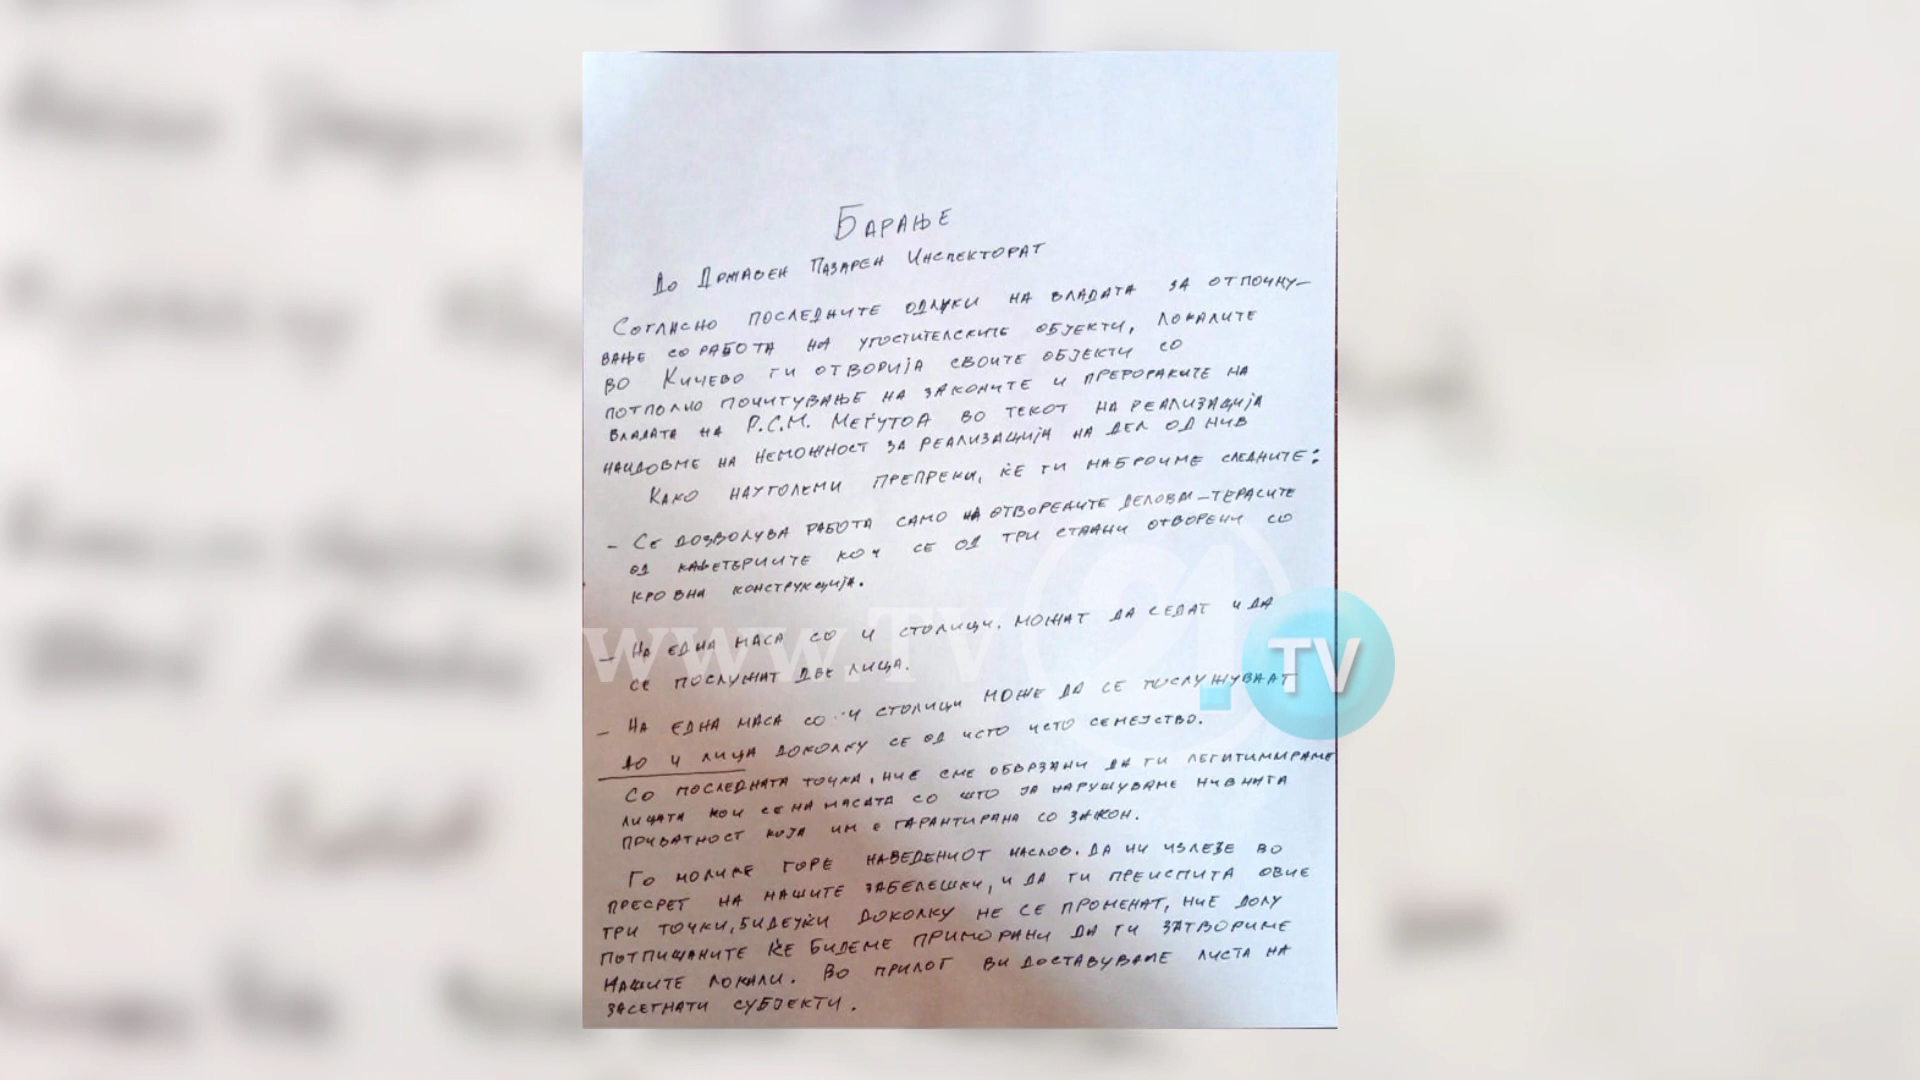 Барање
До Државен Пазарен Инспекторат
Согласно последните одлуки на владата за отпочну-
вање со работа на угостителските објекти, локалите
во Кичево ги отворија своите објекти со
потполно почитување на законите и препораките на
владата на Р.С.М. Меѓутоа во текот на реализација
наидовме на неможност за реализација на дел од нив
Како најголеми препреки, ќе ги наброиме следните:
- Се дозволува работа само на отворените делови-терасите
од кафетериите кои се од три страни отворени со
кровна конструкција.
- На една маса со 4 столици. можат да седат и да
се послужат две лица.
- На една маса со 4 столици може да се послужуваат
до 4 лица доколку се од исто исто семејство.
Со последната точка, ние сме обврзани да ги легитимираме
лицата кои се на масата со што ја нарушуваме нивната
приватност која им е гарантирана со закон.
Го молиме горе наведениот наслов. да ни излезе во
пресрет на нашите забелешки, и да ги преиспита овие
три точки, бидејќи доколку не се променат, ние долу
потпишаните ќе бидеме приморани да ги затвориме
нашите локали. Во прилог ви доставуваме листа на
засегнати субјекти.
www.TV21
TV